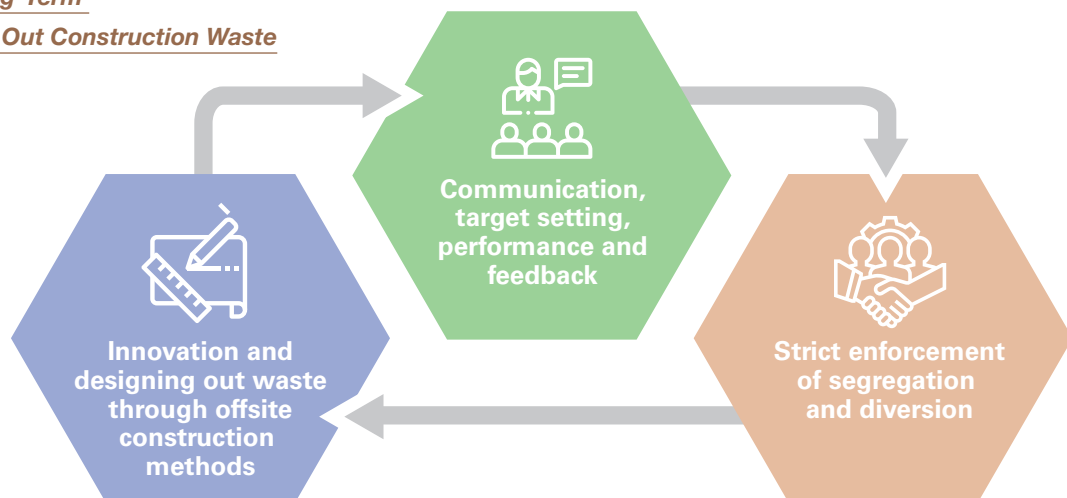 Term
Out Construction Waste
Communication,
target setting,
performance and
feedback
Innovation and
designing out waste
through offsite
construction
methods
Strict enforcement
of segregation
and diversion